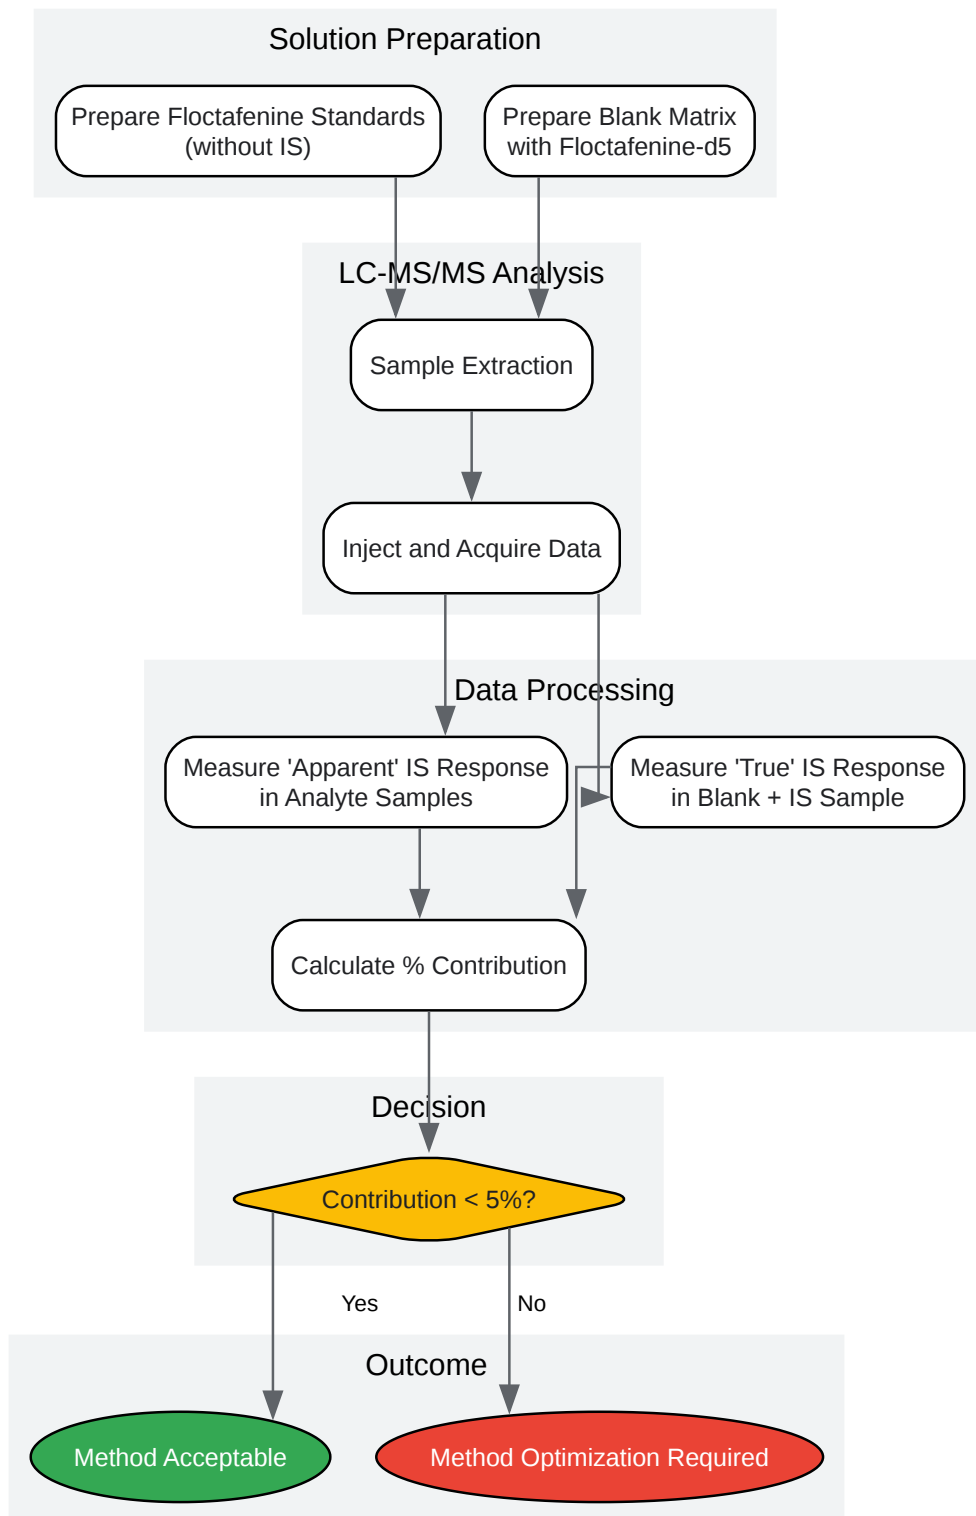 Solution Preparation
Prepare Floctafenine Standards
(without IS)
Prepare Blank Matrix
with Floctafenine-d5
LC-MS/MS Analysis
Sample Extraction
Inject and Acquire Data
Data Processing
Measure 'Apparent' IS Response
in Analyte Samples
Measure 'True' IS Response
in Blank + IS Sample
Calculate % Contribution
Decision
Contribution < 5%?
Yes
No
Outcome
Method Acceptable
Method Optimization Required